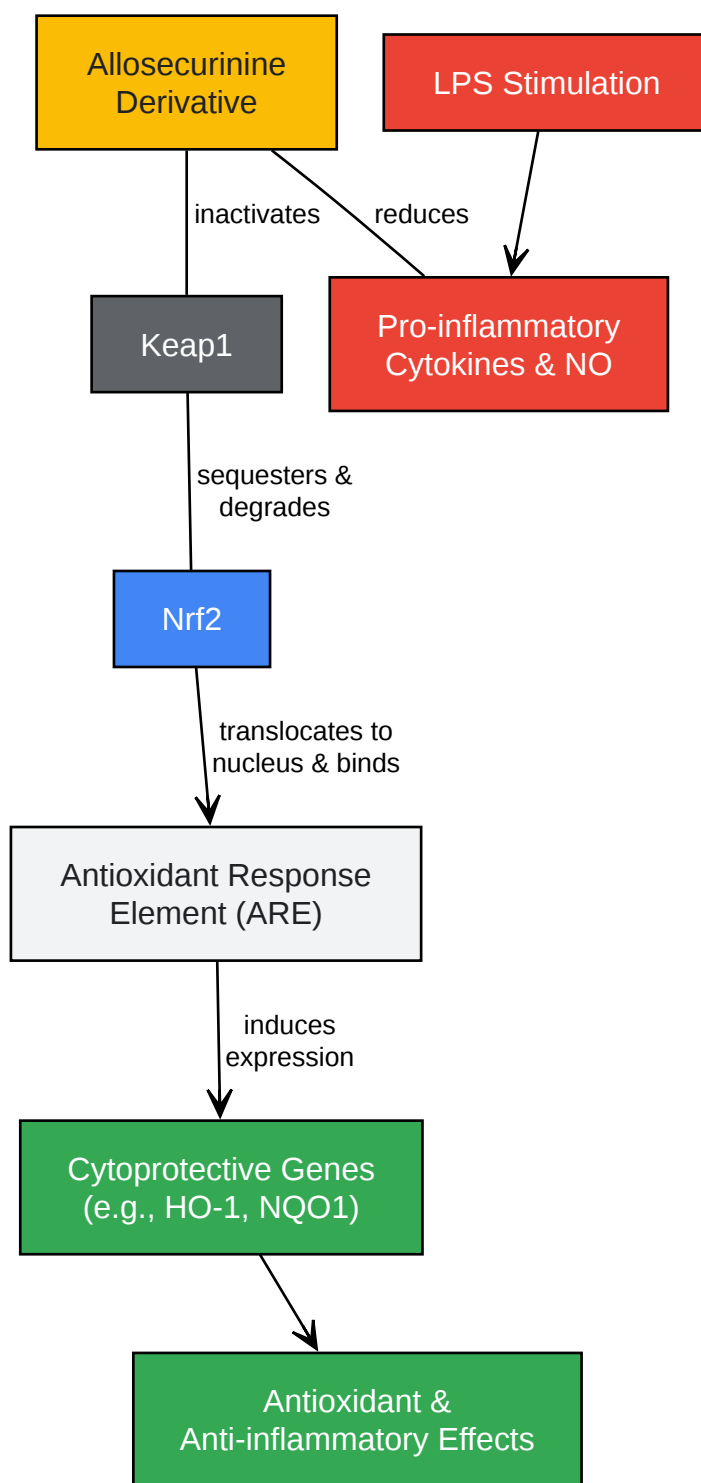 Allosecurinine
Derivative
LPS Stimulation
inactivates
reduces
Pro-inflammatory
Cytokines & NO
Keap1
sequesters &
degrades
Nrf2
translocates to
nucleus & binds
Antioxidant Response
Element (ARE)
induces
expression
Cytoprotective Genes
(e.g., HO-1, NQO1)
Antioxidant &
Anti-inflammatory Effects